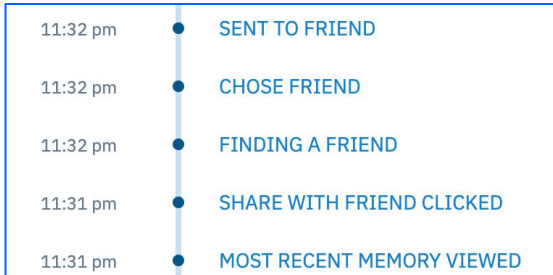 11:32 pm SENT TO FRIEND
11:32 pm CHOSE FRIEND
11:32 pm FINDING A FRIEND
11:31 pm SHARE WITH FRIEND CLICKED
11:31 pm MOST RECENT MEMORY VIEWED